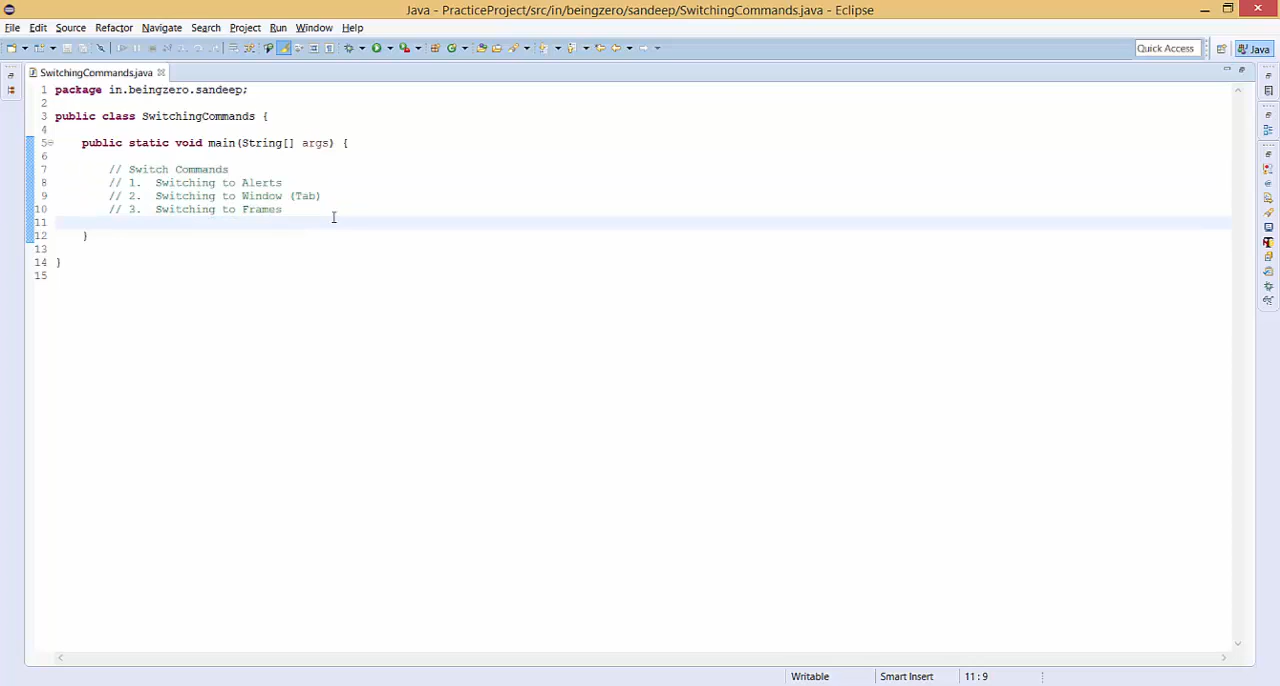 Java - PracticeProject/src/in/beingzero/sandeep/SwitchingCommands.java - Eclipse
File Edit Source Refactor Navigate Search Project Run Window Help
Quick Access Java
SwitchingCommands.java
1 package in.beingzero.sandeep;
2
3 public class SwitchingCommands {
4
5 public static void main(String[] args) {
6
7 // Switch Commands
8 // 1. Switching to Alerts
9 // 2. Switching to Window (Tab)
10 // 3. Switching to Frames
11
12 }
13
14 }
15
Writable Smart Insert 11 : 9